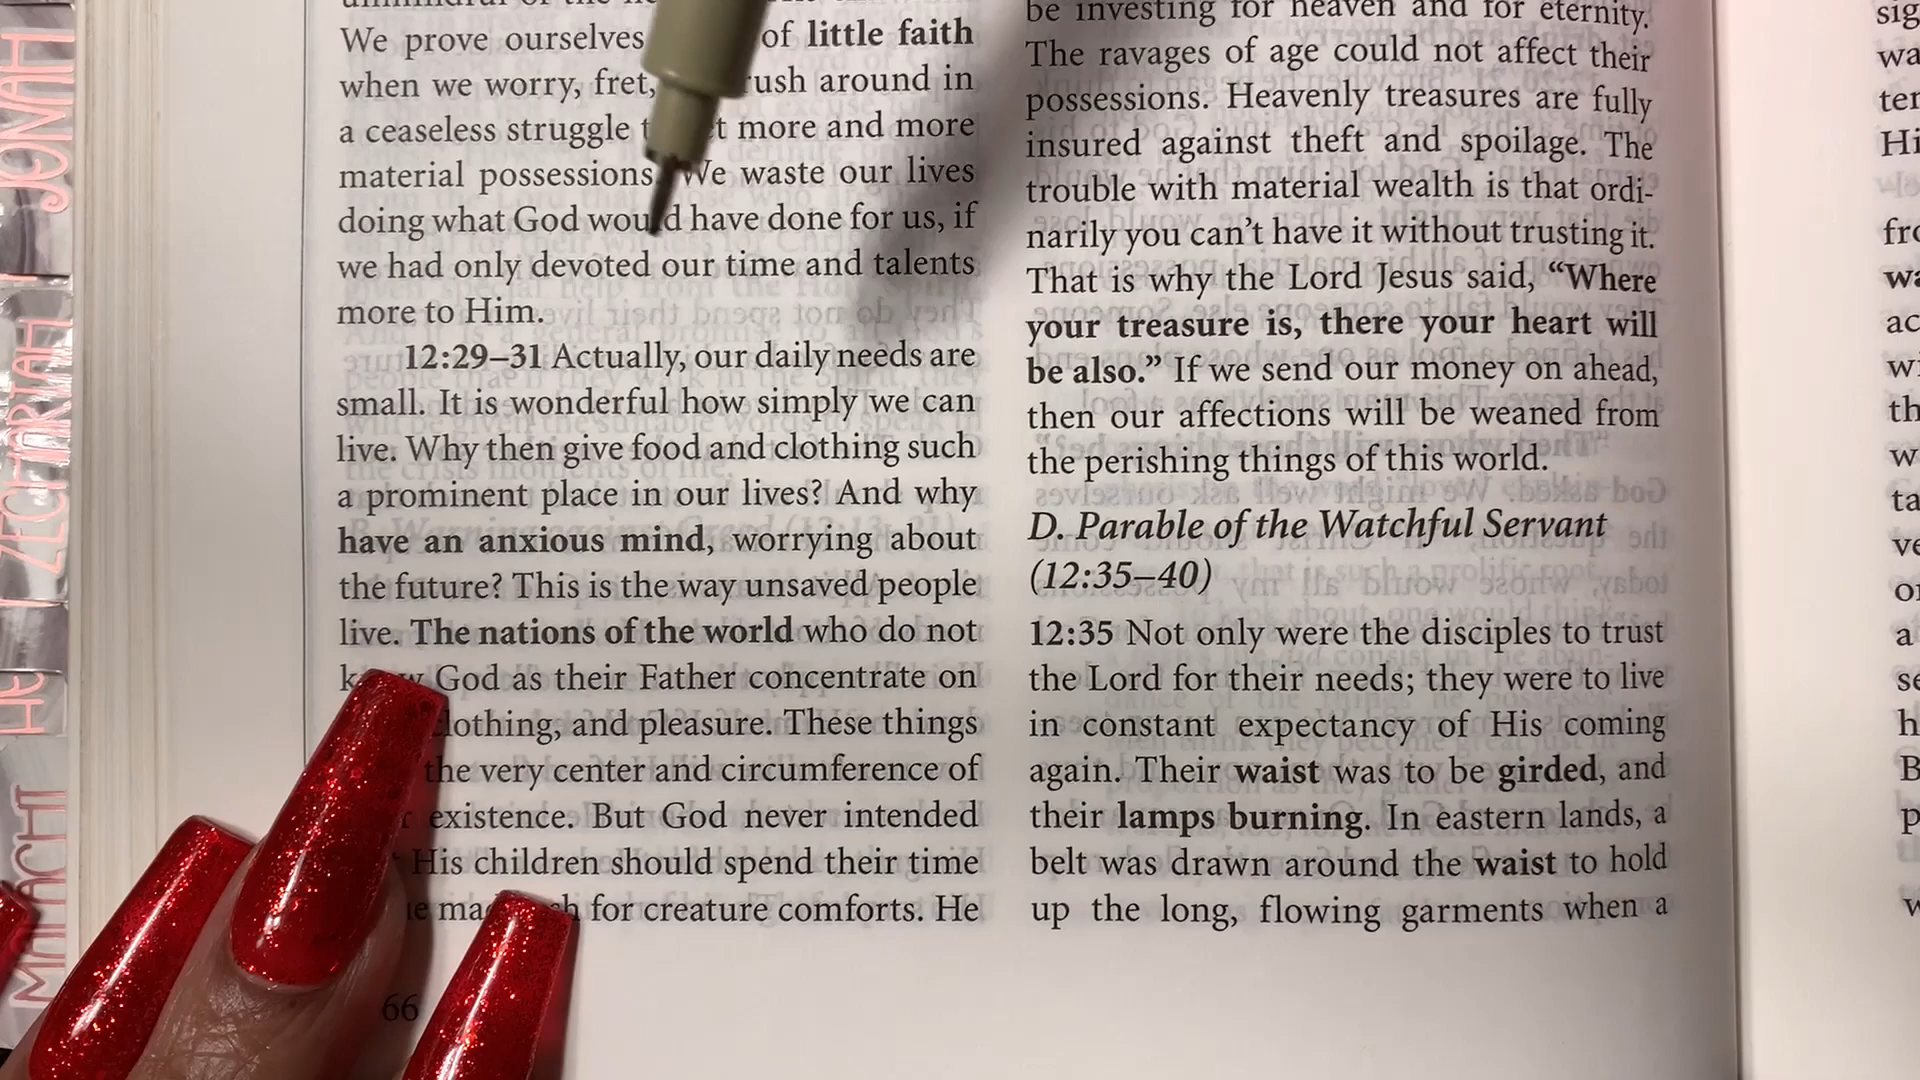 We prove ourselves of little faith
when we worry, fret, rush around in
a ceaseless struggle more and more
material possessions. We waste our lives
doing what God would have done for us, if
we had only devoted our time and talents
more to Him.
12:29–31 Actually, our daily needs are
small. It is wonderful how simply we can
live. Why then give food and clothing such
a prominent place in our lives? And why
have an anxious mind, worrying about
the future? This is the way unsaved people
live. The nations of the world who do not
God as their Father concentrate on
clothing, and pleasure. These things
the very center and circumference of
existence. But God never intended
His children should spend their time
for creature comforts. He
66
be investing for heaven and for eternity.
The ravages of age could not affect their
possessions. Heavenly treasures are fully
insured against theft and spoilage. The
trouble with material wealth is that ordi-
narily you can’t have it without trusting it.
That is why the Lord Jesus said, “Where
your treasure is, there your heart will
be also.” If we send our money on ahead,
then our affections will be weaned from
the perishing things of this world.
D. Parable of the Watchful Servant
(12:35–40)
12:35 Not only were the disciples to trust
the Lord for their needs; they were to live
in constant expectancy of His coming
again. Their waist was to be girded, and
their lamps burning. In eastern lands, a
belt was drawn around the waist to hold
up the long, flowing garments when a
JONAH
ZECHARIAH
MALACHI